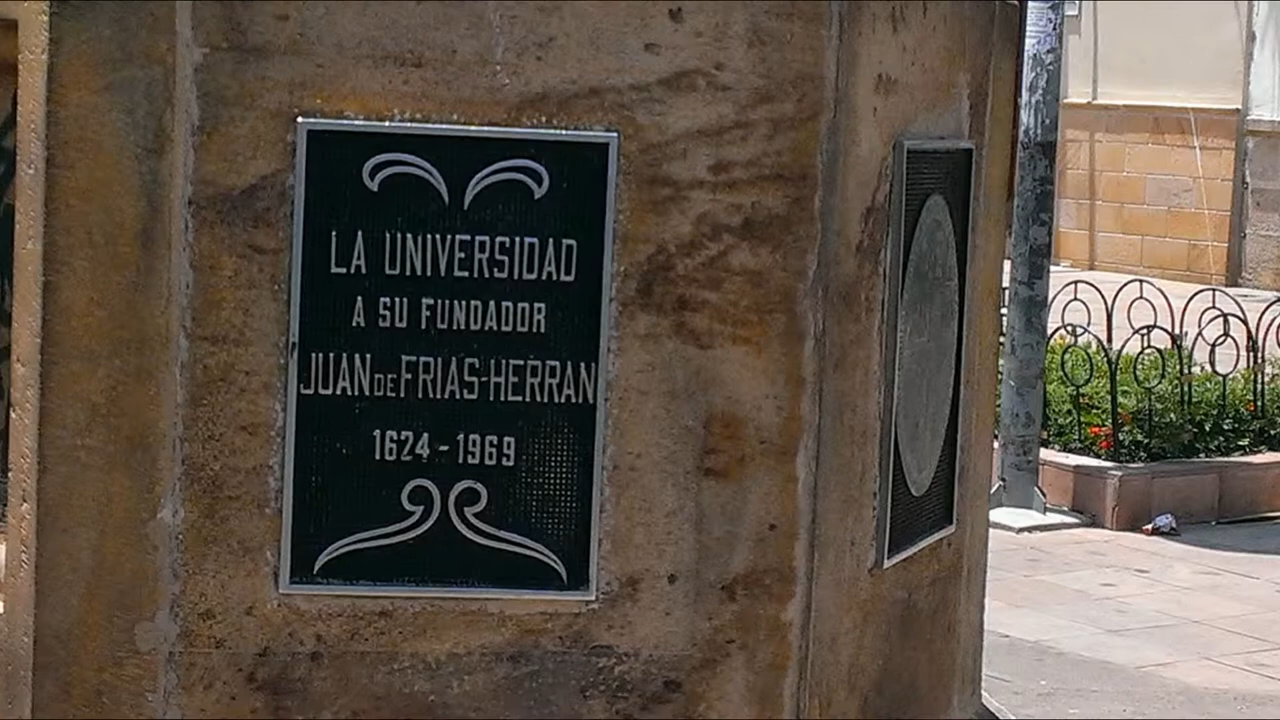 LA UNIVERSIDAD
A SU FUNDADOR
JUAN DE FRIAS-HERRAN
1624-1969